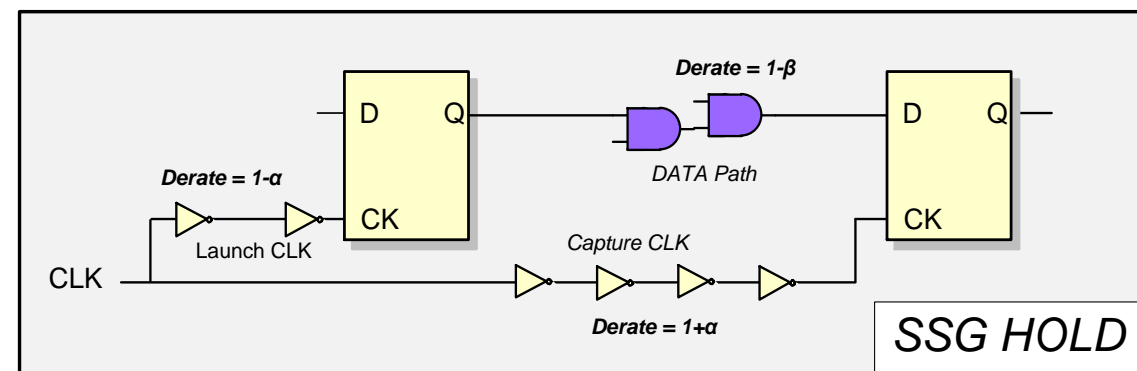 Derate = 1-β
D
Q
D
Q
DATA Path
Derate = 1-α
CK
CK
Launch CLK
Capture CLK
CLK
Derate = 1+α
SSG HOLD